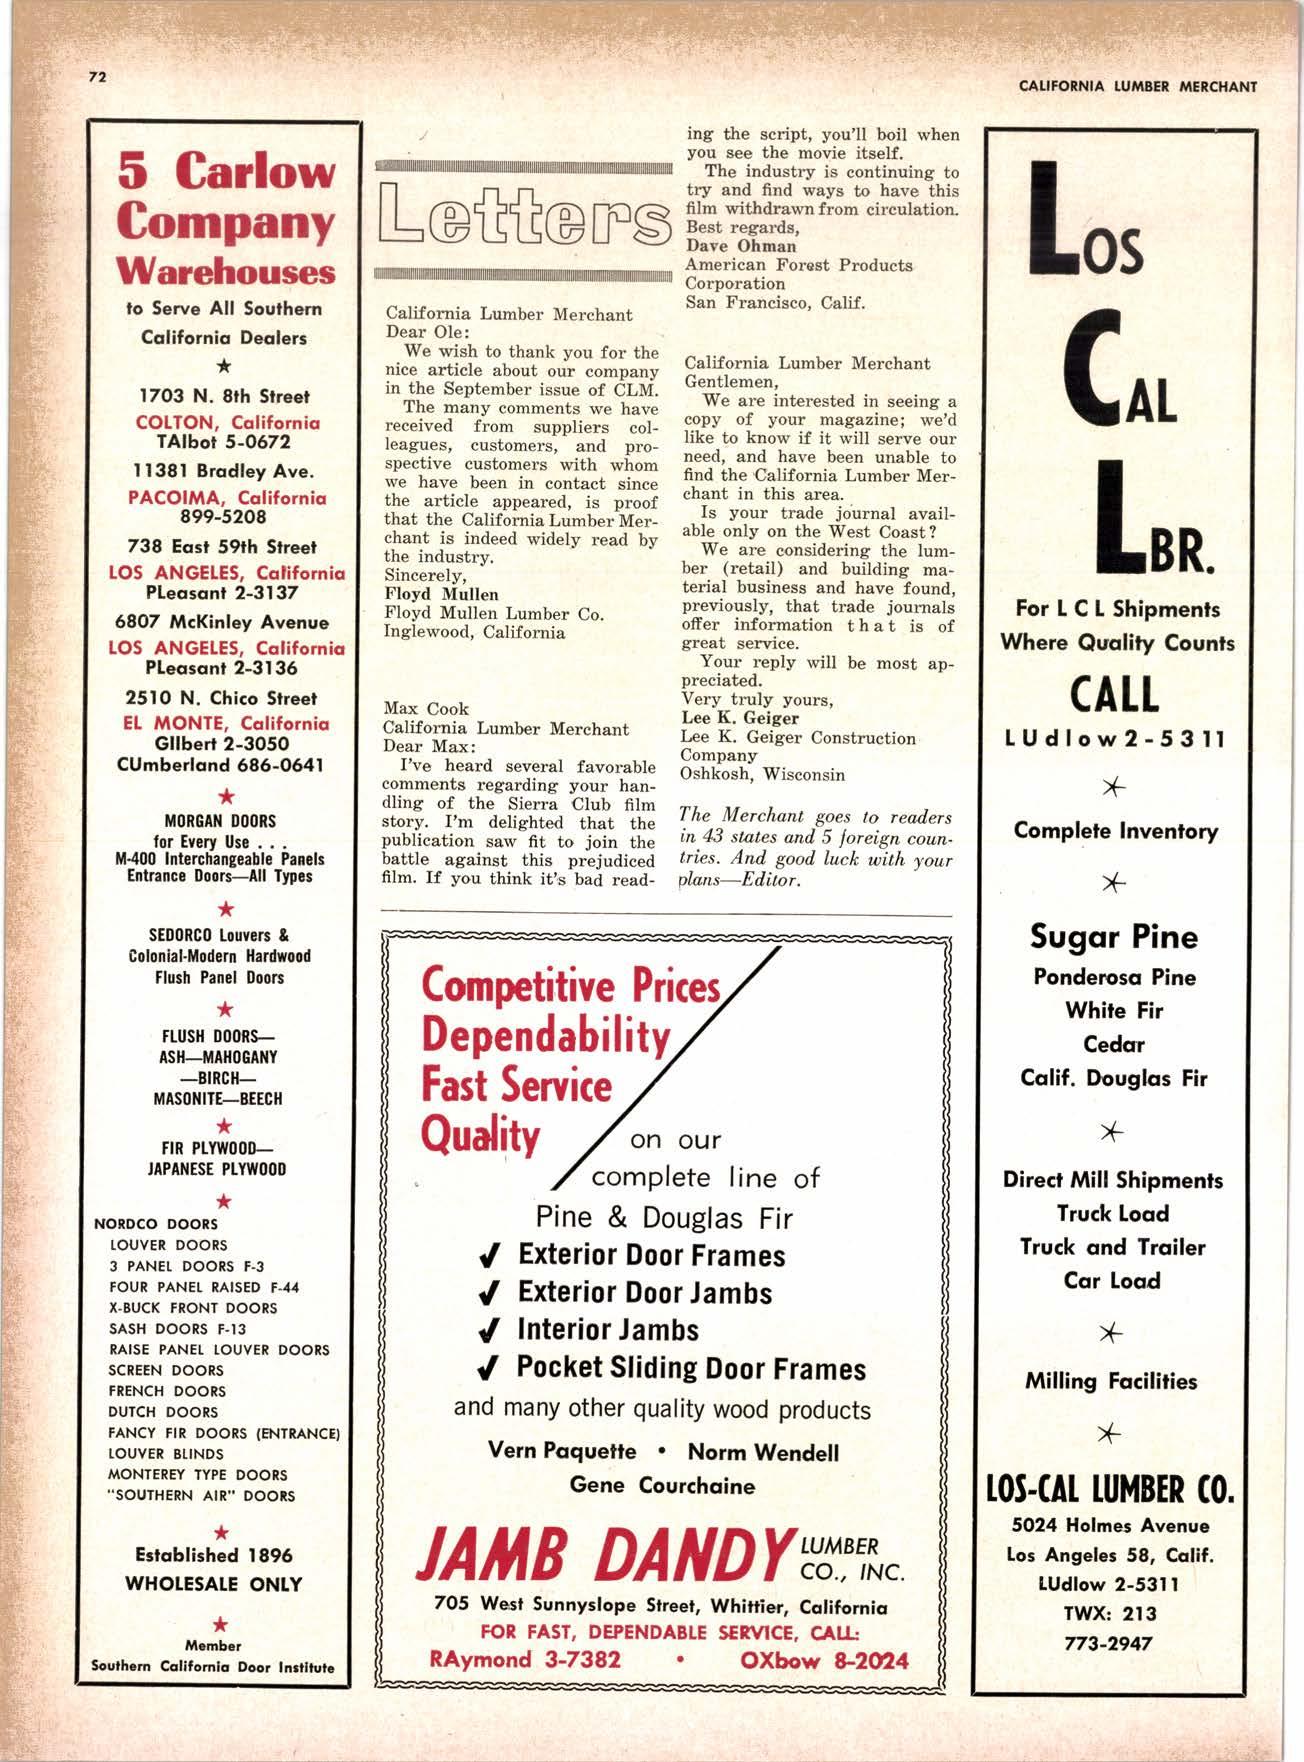 72
CALIFORNIA LUMBER MERCHANT
5 Carlow
Company
Warehouses
to Serve All Southern
California Dealers
1703 N. 8th Street
COLTON, California
TAlbot 5-0672
11381 Bradley Ave.
PACOIMA, California
899-5208
738 East 59th Street
LOS ANGELES, California
PLeasant 2-3137
6807 McKinley Avenue
LOS ANGELES, California
PLeasant 2-3136
2510 N. Chico Street
EL MONTE, California
GIlbert 2-3050
CUmberland 686-0641
MORGAN DOORS
for Every Use . . .
M-400 Interchangeable Panels
Entrance Doors—All Types
SEDORCO Louvers &
Colonial-Modern Hardwood
Flush Panel Doors
FLUSH DOORS—
ASH—MAHOGANY
—BIRCH—
MASONITE—BEECH
FIR PLYWOOD—
JAPANESE PLYWOOD
NORDCO DOORS
LOUVER DOORS
3 PANEL DOORS F-3
FOUR PANEL RAISED F-44
X-BUCK FRONT DOORS
SASH DOORS F-13
RAISE PANEL LOUVER DOORS
SCREEN DOORS
FRENCH DOORS
DUTCH DOORS
FANCY FIR DOORS (ENTRANCE)
LOUVER BLINDS
MONTEREY TYPE DOORS
"SOUTHERN AIR" DOORS
Established 1896
WHOLESALE ONLY
Member
Southern California Door Institute
Letters
California Lumber Merchant
Dear Ole:
We wish to thank you for the
nice article about our company
in the September issue of CLM.
The many comments we have
received from suppliers col-
leagues, customers, and pro-
spective customers with whom
we have been in contact since
the article appeared, is proof
that the California Lumber Mer-
chant is indeed widely read by
the industry.
Sincerely,
Floyd Mullen
Floyd Mullen Lumber Co.
Inglewood, California
Max Cook
California Lumber Merchant
Dear Max:
I've heard several favorable
comments regarding your han-
dling of the Sierra Club film
story. I'm delighted that the
publication saw fit to join the
battle against this prejudiced
film. If you think it's bad read-
ing the script, you'll boil when
you see the movie itself.
The industry is continuing to
try and find ways to have this
film withdrawn from circulation.
Best regards,
Dave Ohman
American Forest Products
Corporation
San Francisco, Calif.
California Lumber Merchant
Gentlemen,
We are interested in seeing a
copy of your magazine; we'd
like to know if it will serve our
need, and have been unable to
find the California Lumber Mer-
chant in this area.
Is your trade journal avail-
able only on the West Coast?
We are considering the lum-
ber (retail) and building ma-
terial business and have found,
previously, that trade journals
offer information that is of
great service.
Your reply will be most ap-
preciated.
Very truly yours,
Lee K. Geiger
Lee K. Geiger Construction
Company
Oshkosh, Wisconsin
The Merchant goes to readers
in 43 states and 5 foreign coun-
tries. And good luck with your
plans—Editor.
Competitive Prices
Dependability
Fast Service
Quality
on our
complete line of
Pine & Douglas Fir
✓ Exterior Door Frames
✓ Exterior Door Jambs
✓ Interior Jambs
✓ Pocket Sliding Door Frames
and many other quality wood products
Vern Paquette • Norm Wendell
Gene Courchaine
JAMB DANDY LUMBER
CO., INC.
705 West Sunnyslope Street, Whittier, California
FOR FAST, DEPENDABLE SERVICE, CALL:
RAymond 3-7382 • OXbow 8-2024
LOS
CAL
LBR.
For L C L Shipments
Where Quality Counts
CALL
LUdlow 2-5311
Complete Inventory
Sugar Pine
Ponderosa Pine
White Fir
Cedar
Calif. Douglas Fir
Direct Mill Shipments
Truck Load
Truck and Trailer
Car Load
Milling Facilities
LOS-CAL LUMBER CO.
5024 Holmes Avenue
Los Angeles 58, Calif.
LUdlow 2-5311
TWX: 213
773-2947